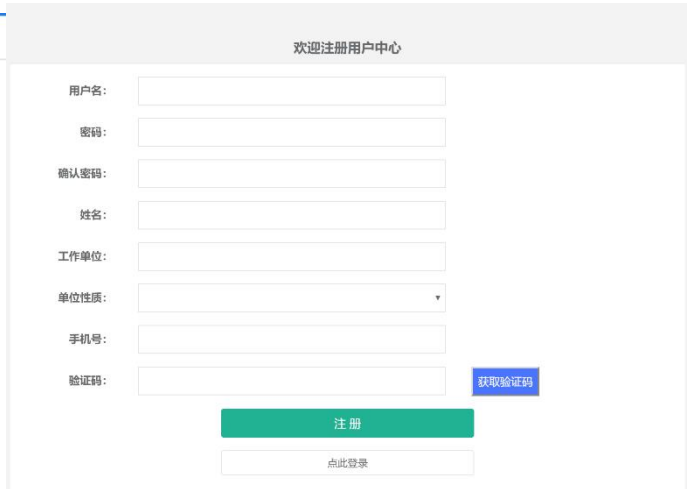 欢迎注册用户中心
用户名：
密码：
确认密码：
姓名：
工作单位：
单位性质：
手机号：
验证码： 获取验证码
注 册
点此登录